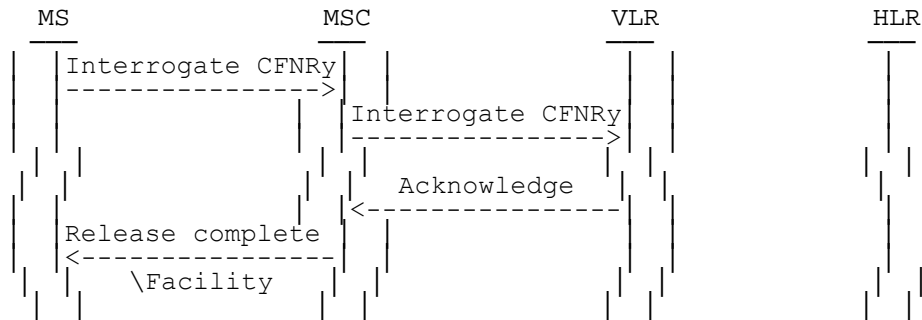 MS MSC VLR HLR
Interrogate CFNRy
Interrogate CFNRy
Acknowledge
Release complete
\Facility